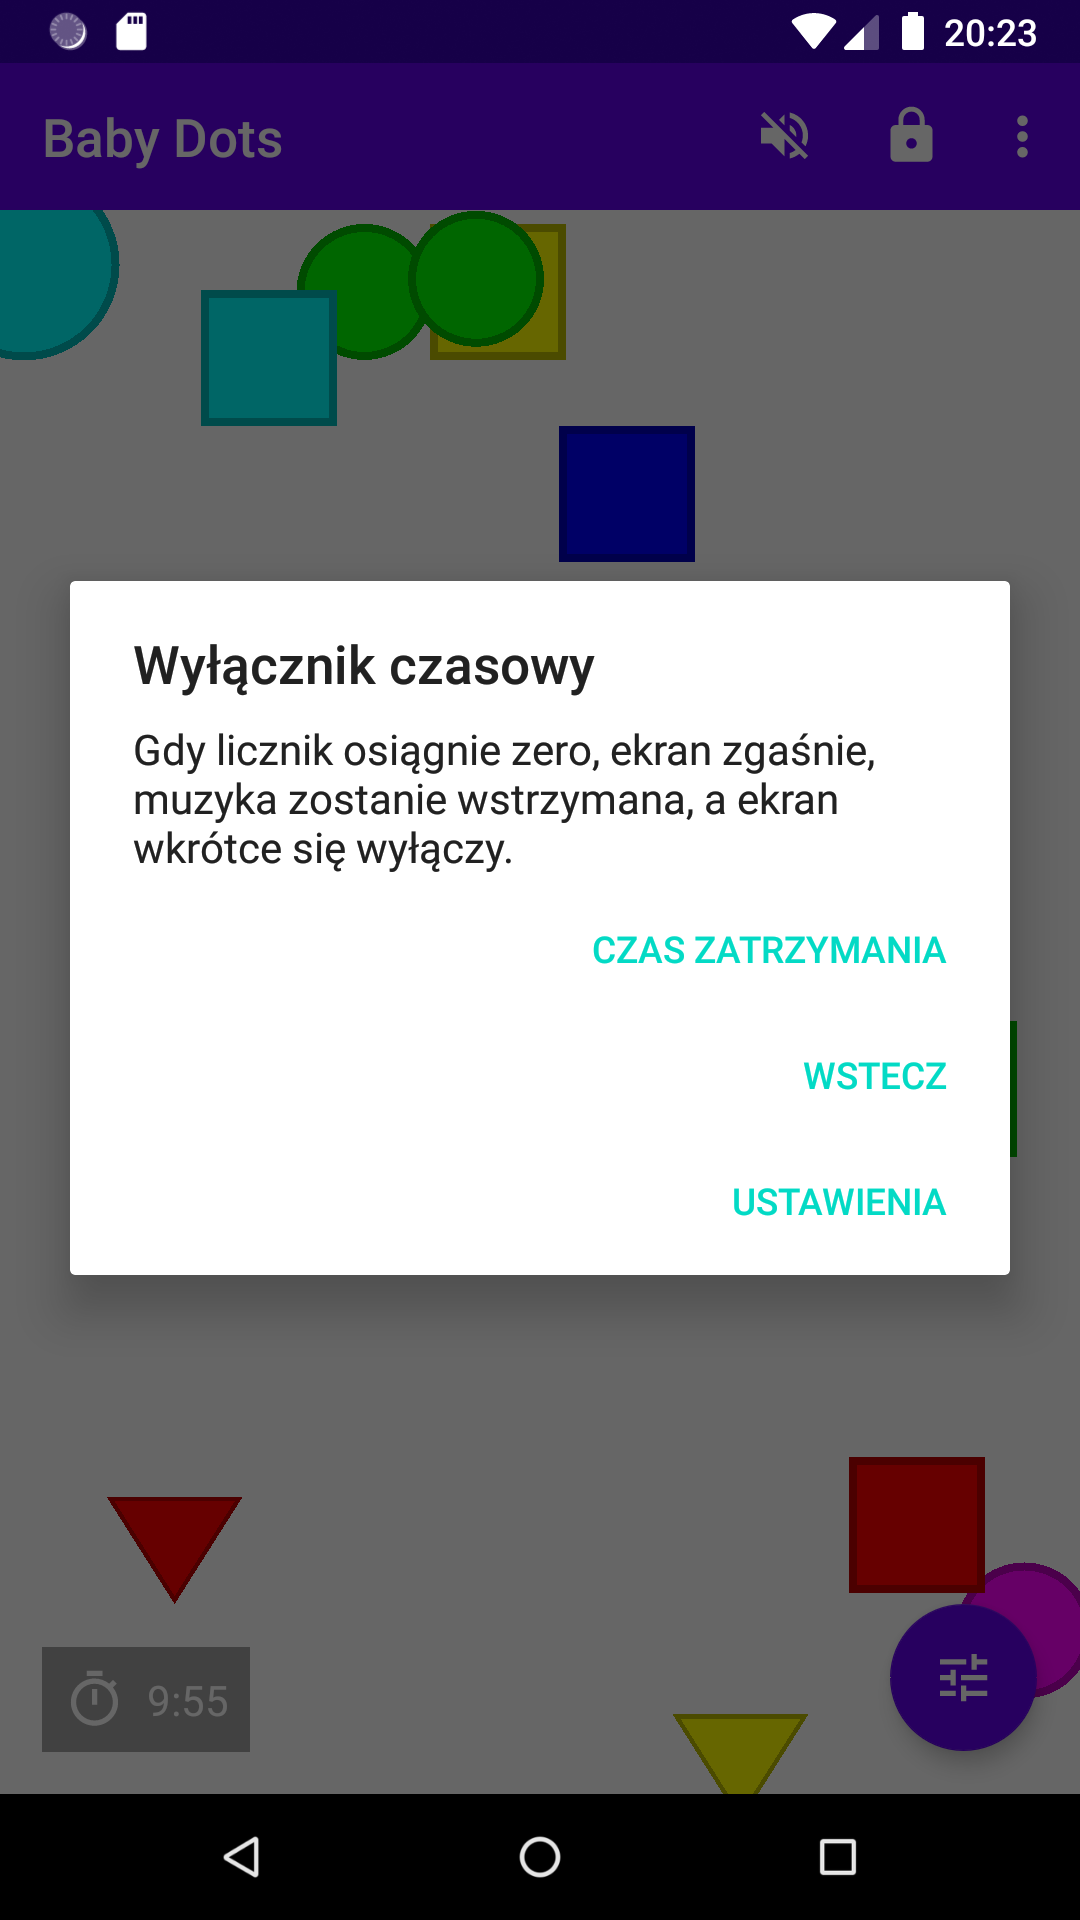 20:23
Baby Dots
Wyłącznik czasowy
Gdy licznik osiągnie zero, ekran zgaśnie,
muzyka zostanie wstrzymana, a ekran
wkrótce się wyłączy.
CZAS ZATRZYMANIA
WSTECZ
USTAWIENIA
9:55